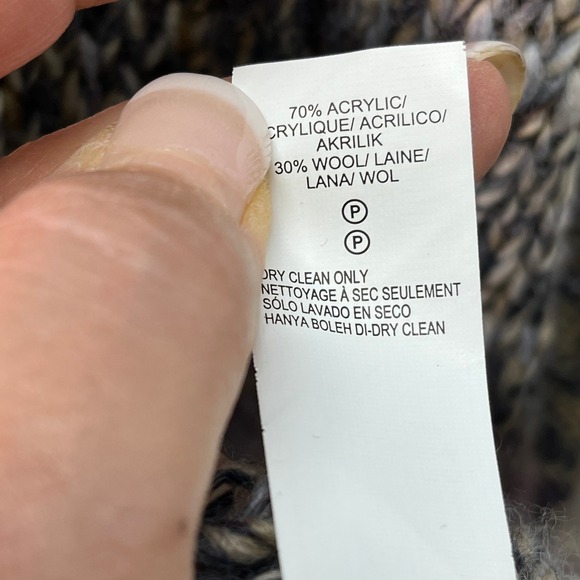 70% ACRYLIC/
CRYLIQUE/ ACRILICO/
AKRILIK
30% WOOL/ LAINE/
LANA/ WOL
P
P
DRY CLEAN ONLY
NETTOYAGE À SEC SEULEMENT
SÓLO LAVADO EN SECO
HANYA BOLEH DI-DRY CLEAN